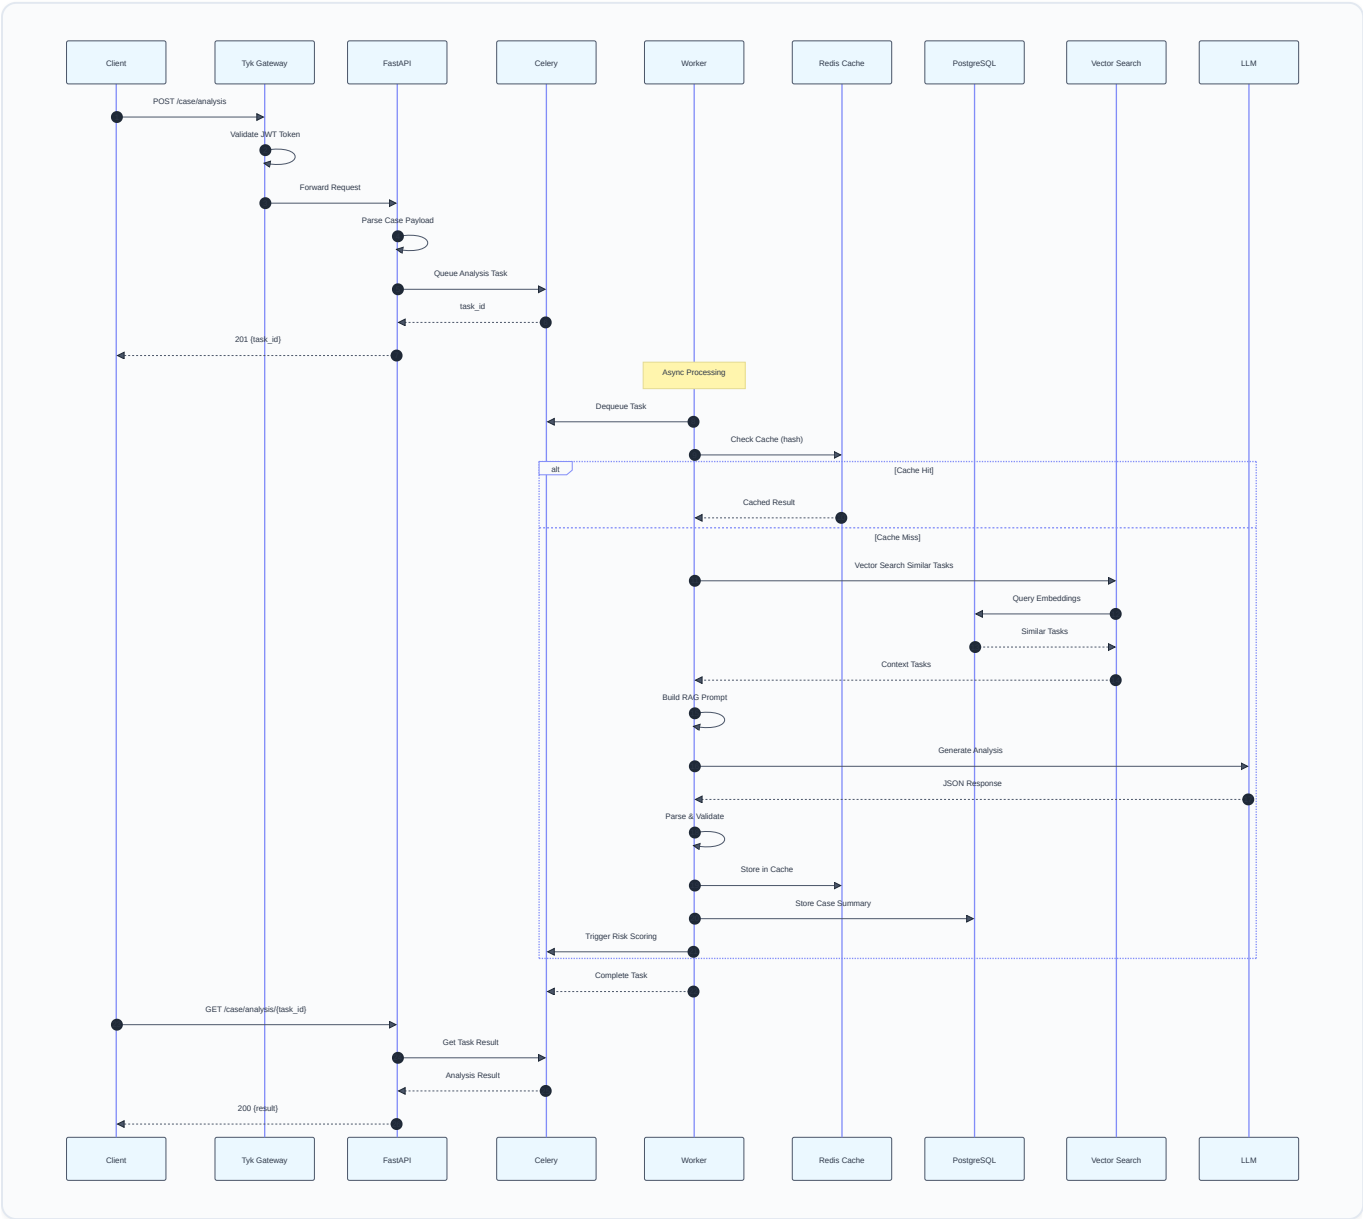 Client
Tyk Gateway
FastAPI
Celery
Worker
Redis Cache
PostgreSQL
Vector Search
LLM
POST /case/analysis
Validate JWT Token
Forward Request
Parse Case Payload
Queue Analysis Task
task_id
201 {task_id}
Async Processing
Dequeue Task
Check Cache (hash)
alt
[Cache Hit]
Cached Result
[Cache Miss]
Vector Search Similar Tasks
Query Embeddings
Similar Tasks
Context Tasks
Build RAG Prompt
Generate Analysis
JSON Response
Parse & Validate
Store in Cache
Store Case Summary
Trigger Risk Scoring
Complete Task
GET /case/analysis/{task_id}
Get Task Result
Analysis Result
200 {result}
Client
Tyk Gateway
FastAPI
Celery
Worker
Redis Cache
PostgreSQL
Vector Search
LLM